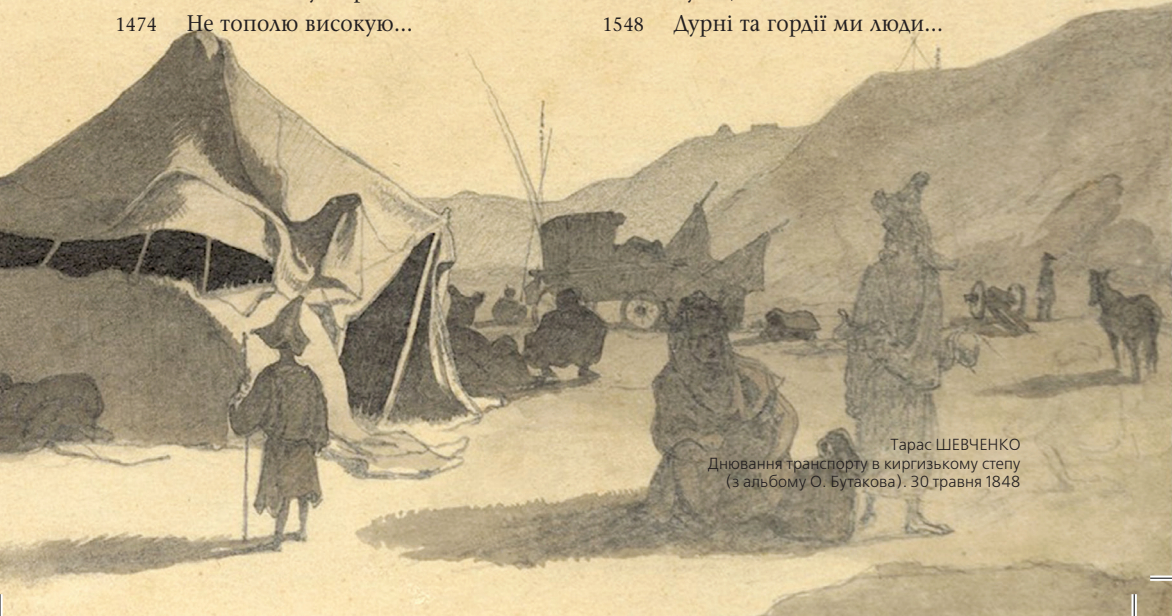 1474 Не тополю високую...
1548 Дурні та гордії ми люди...
Тарас ШЕВЧЕНКО
Днювання транспорту в киргизькому степу
(з альбому О. Бутакова). 30 травня 1848